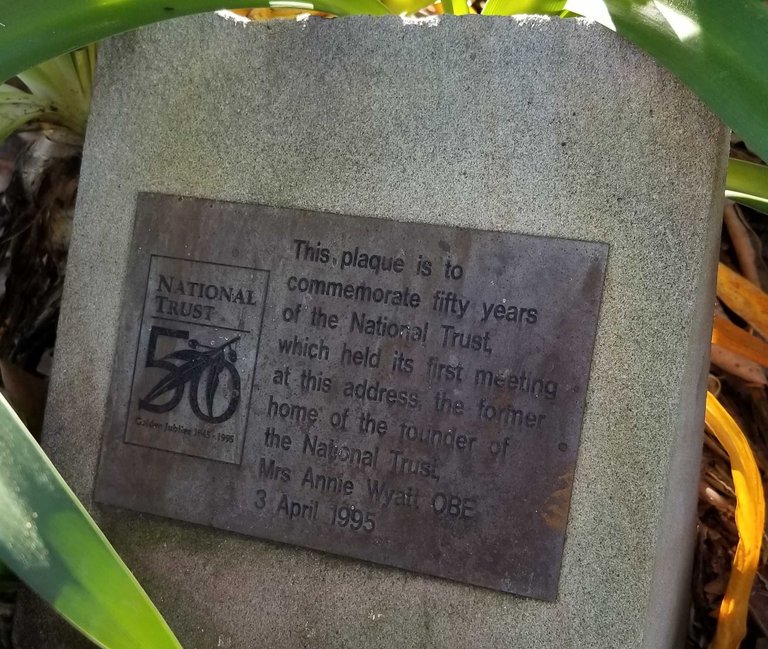 NATIONAL
TRUST
50
Golden Jubilee 1945 - 1995
This plaque is to
commemorate fifty years
of the National Trust,
which held its first meeting
at this address, the former
home of the founder of
the National Trust,
Mrs Annie Wyatt OBE
3 April 1995